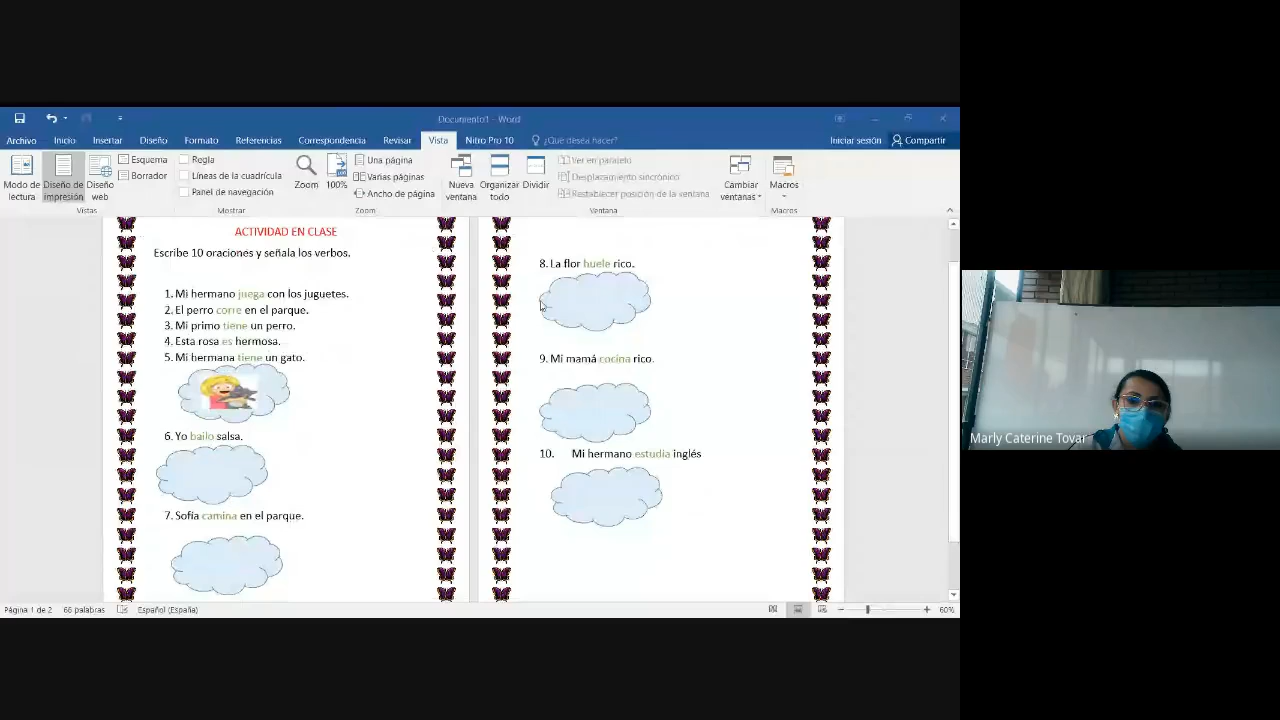 Documento1 - Word
Archivo Inicio Insertar Diseño Formato Referencias Correspondencia Revisar Vista Nitro Pro 10 ¿Qué desea hacer? Iniciar sesión Compartir
Modo de lectura
Diseño de impresión
Diseño web
Esquema
Borrador
Vistas
Regla
Líneas de la cuadrícula
Panel de navegación
Mostrar
Zoom
100%
Una página
Varias páginas
Ancho de página
Zoom
Nueva ventana
Organizar todo
Dividir
Ver en paralelo
Desplazamiento sincrónico
Restablecer posición de la ventana
Ventana
Cambiar ventanas
Macros
Macros
ACTIVIDAD EN CLASE
Escribe 10 oraciones y señala los verbos.
1. Mi hermano juega con los juguetes.
2. El perro corre en el parque.
3. Mi primo tiene un perro.
4. Esta rosa es hermosa.
5. Mi hermana tiene un gato.
6. Yo bailo salsa.
7. Sofía camina en el parque.
8. La flor huele rico.
9. Mi mamá cocina rico.
10. Mi hermano estudia inglés
Página 1 de 2 66 palabras Español (España) 60%
Marly Caterine Tovar